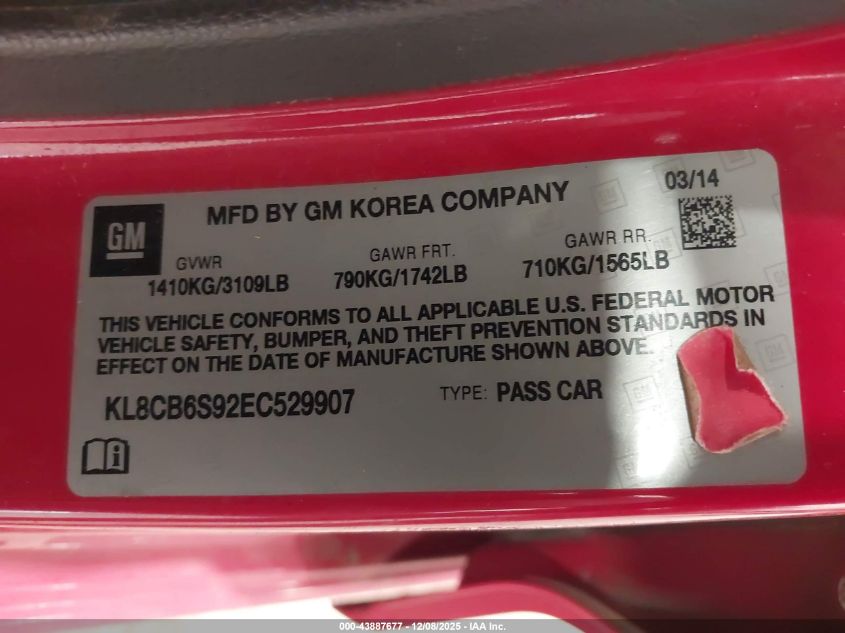 GM
MFD BY GM KOREA COMPANY
03/14
GVWR
GAWR FRT.
GAWR RR.
1410KG/3109LB
790KG/1742LB
710KG/1565LB
THIS VEHICLE CONFORMS TO ALL APPLICABLE U.S. FEDERAL MOTOR
VEHICLE SAFETY, BUMPER, AND THEFT PREVENTION STANDARDS IN
EFFECT ON THE DATE OF MANUFACTURE SHOWN ABOVE.
KL8CB6S92EC529907
TYPE: PASS CAR
000-43887677 - 12/08/2025 - IAA Inc.